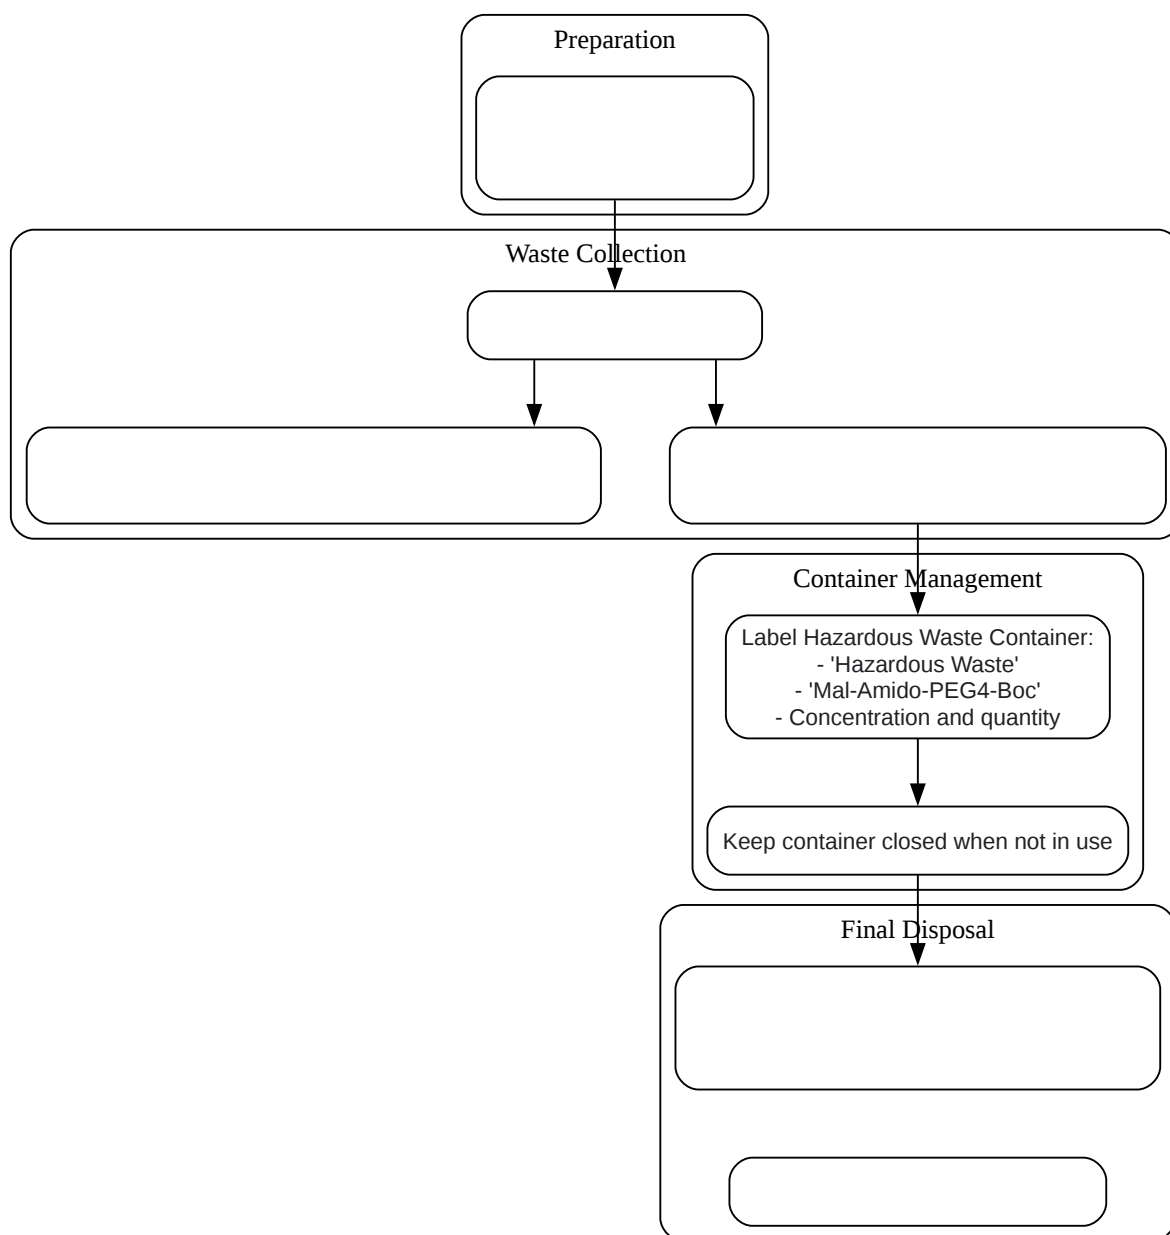 Preparation
Waste Collection
Container Management
Label Hazardous Waste Container:
- 'Hazardous Waste'
- 'Mal-Amido-PEG4-Boc'
- Concentration and quantity
Keep container closed when not in use
Final Disposal